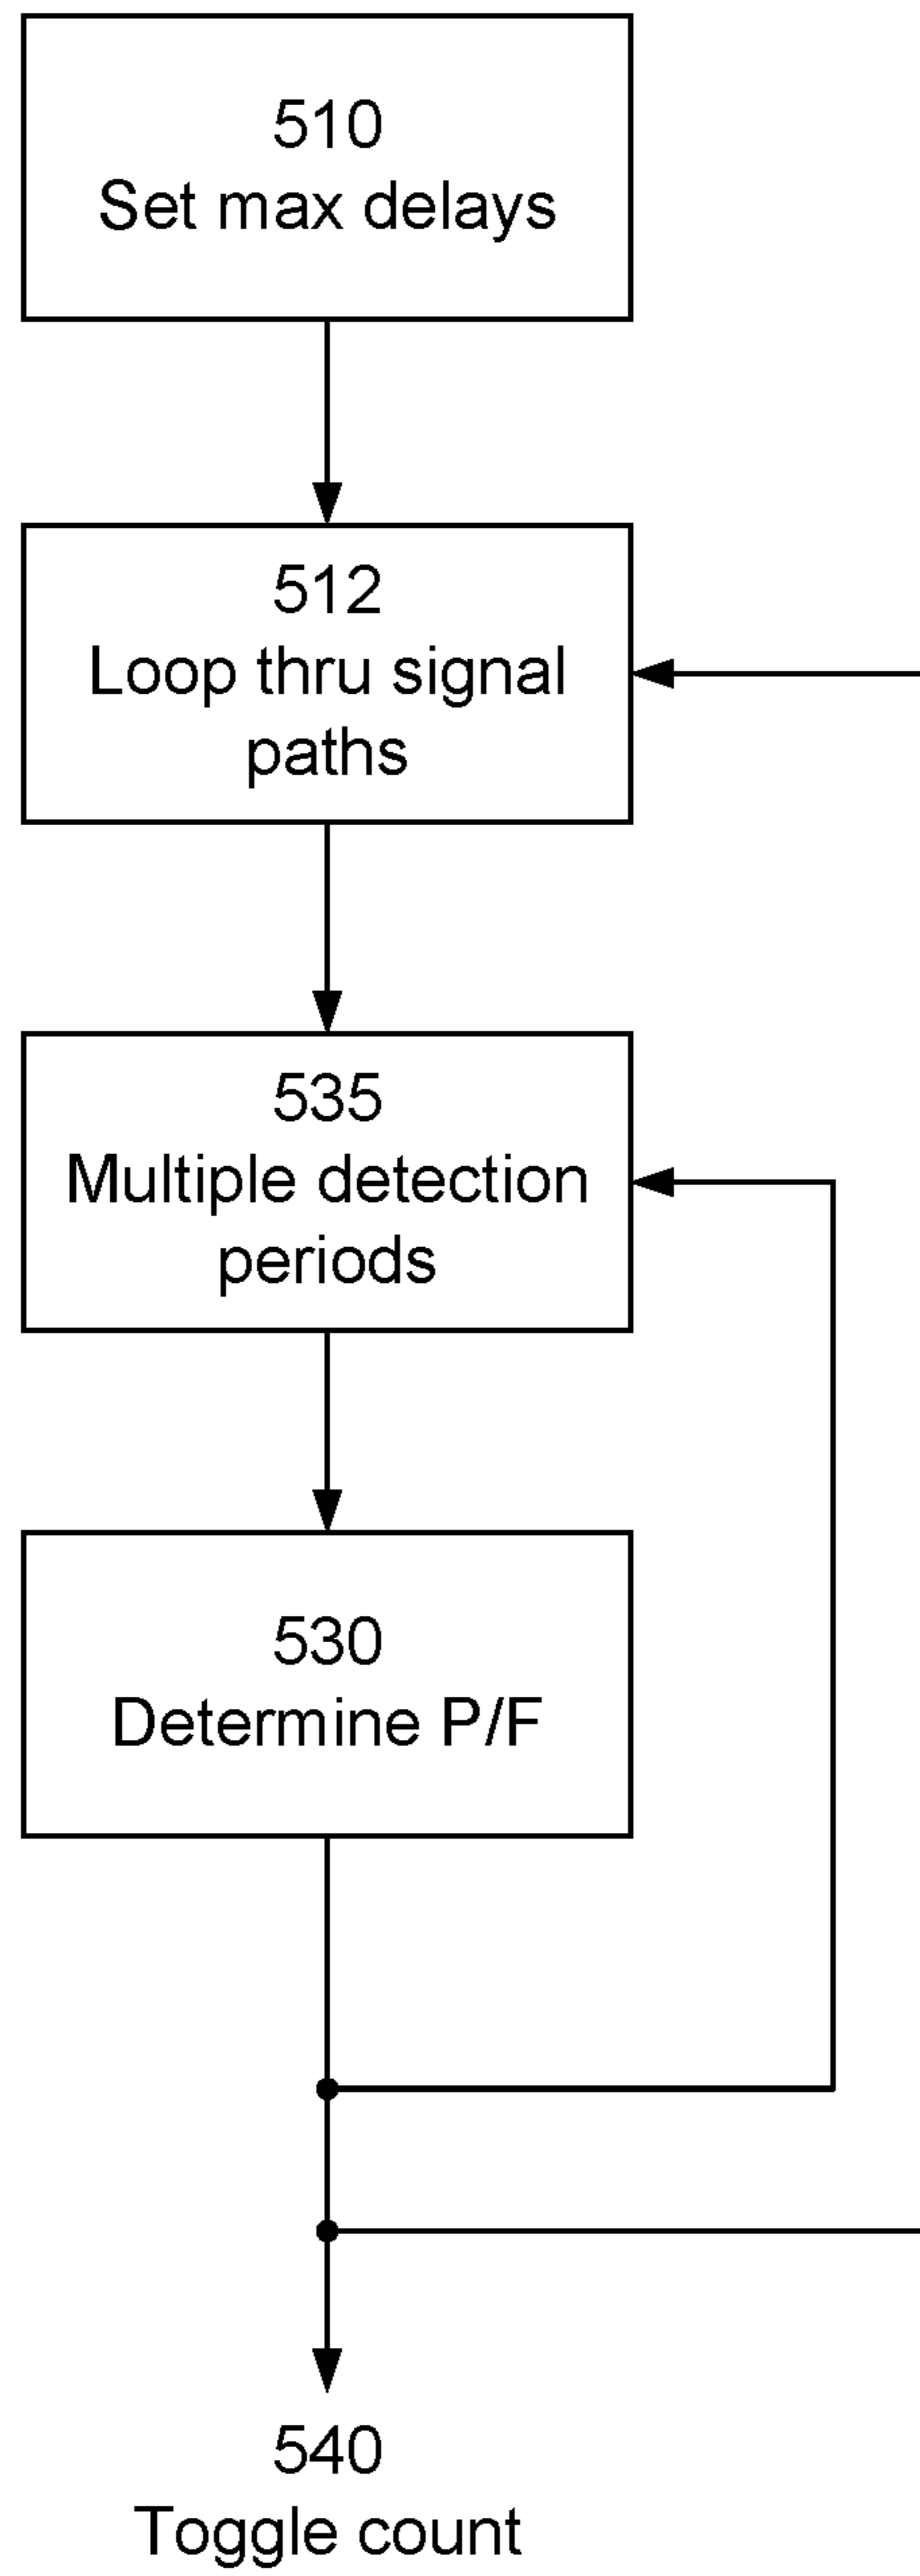 510
Set max delays
512
Loop thru signal
paths
535
Multiple detection
periods
530
Determine P/F
540
Toggle count